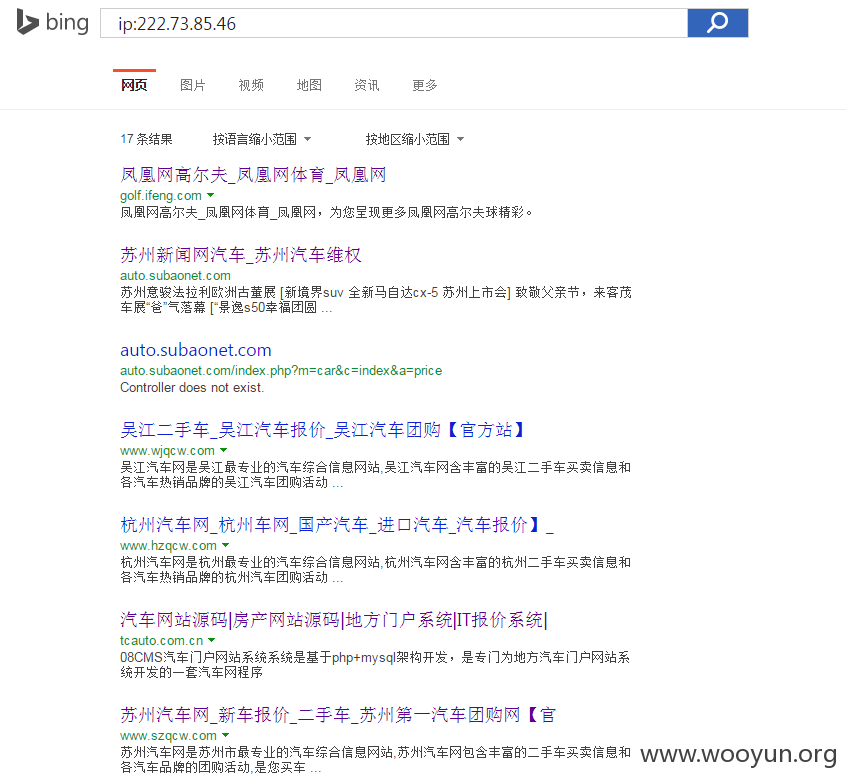 bing
ip:222.73.85.46
网页 图片 视频 地图 资讯 更多
17 条结果 按语言缩小范围 按地区缩小范围
凤凰网高尔夫_凤凰网体育_凤凰网
golf.ifeng.com
凤凰网高尔夫_凤凰网体育_凤凰网，为您呈现更多凤凰网高尔夫球精彩。
苏州新闻网汽车_苏州汽车维权
auto.subaonet.com
苏州意骏法拉利欧洲古董展 [新境界suv 全新马自达cx-5 苏州上市会] 致敬父亲节，来客茂
车展“爸”气落幕 [“景逸s50幸福团圆 ...
auto.subaonet.com
auto.subaonet.com/index.php?m=car&c=index&a=price
Controller does not exist.
吴江二手车_吴江汽车报价_吴江汽车团购【官方站】
www.wjqcw.com
吴江汽车网是吴江最专业的汽车综合信息网站,吴江汽车网含丰富的吴江二手车买卖信息和
各汽车热销品牌的吴江汽车团购活动 ...
杭州汽车网_杭州车网_国产汽车_进口汽车_汽车报价】_
www.hzqcw.com
杭州汽车网是杭州最专业的汽车综合信息网站,杭州汽车网含丰富的杭州二手车买卖信息和
各汽车热销品牌的杭州汽车团购活动 ...
汽车网站源码|房产网站源码|地方门户系统|IT报价系统|
tcauto.com.cn
08CMS汽车门户网站系统系统是基于php+mysql架构开发，是专门为地方汽车门户网站系
统开发的一套汽车网程序
苏州汽车网_新车报价_二手车_苏州第一汽车团购网【官
www.szqcw.com
苏州汽车网是苏州市最专业的汽车综合信息网站,苏州汽车网包含丰富的二手车买卖信息和
各汽车品牌的团购活动,是您买车 ...
www.wooyun.org